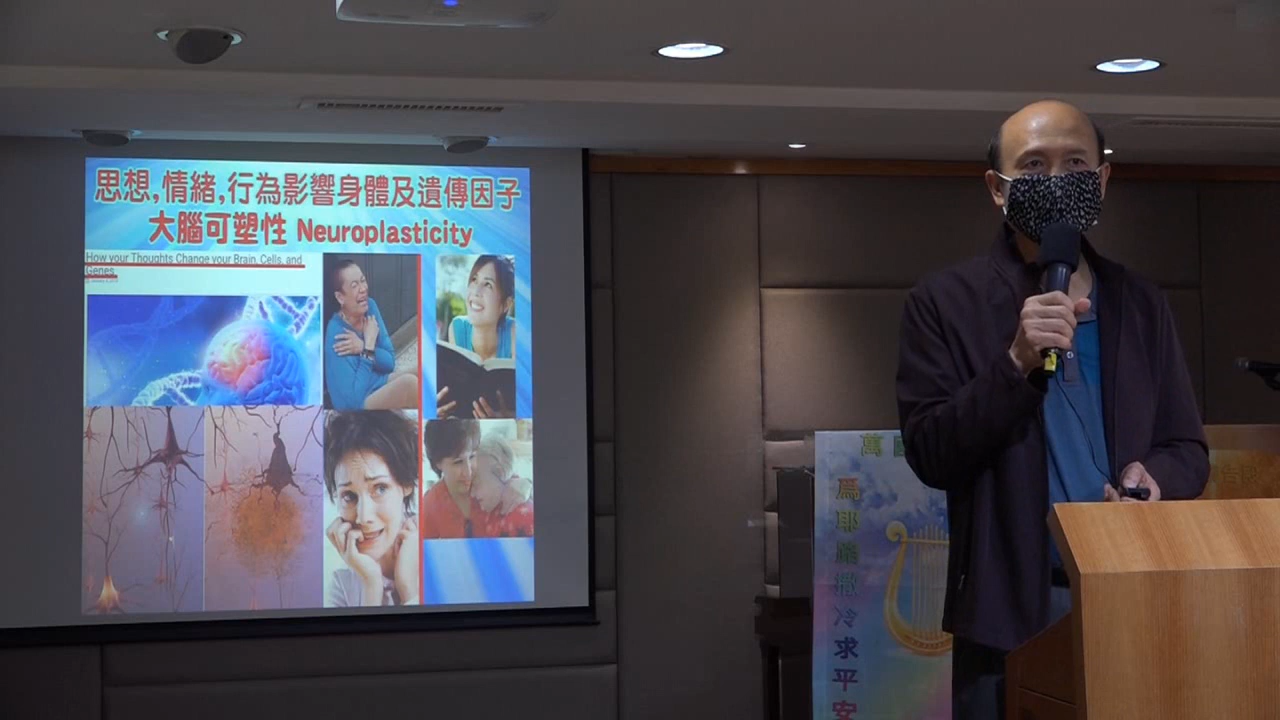 思想,情緒,行為影響身體及遺傳因子
大腦可塑性 Neuroplasticity
How your Thoughts Change your Brain, Cells, and
Genes
萬
為耶路撒冷求平安